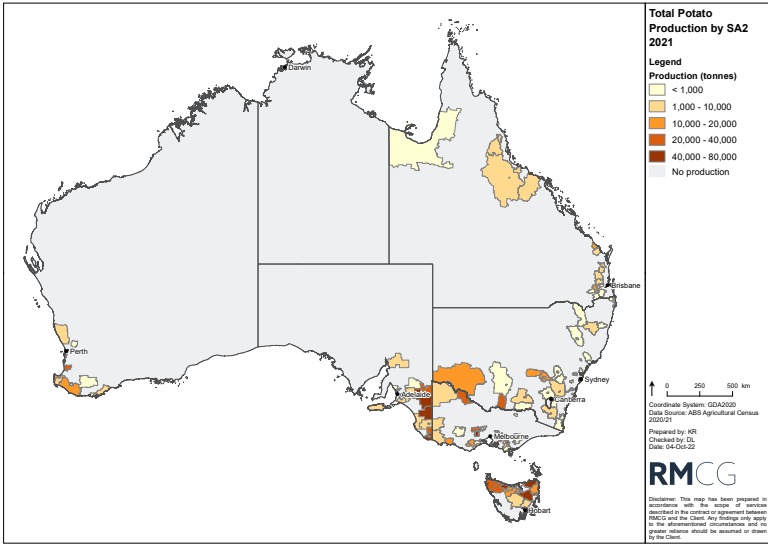 Total Potato
Production by SA2
2021
Legend
Production (tonnes)
< 1,000
1,000 - 10,000
10,000 - 20,000
20,000 - 40,000
40,000 - 80,000
No production
Darwin
Brisbane
Perth
Sydney
Adelaide
Canberra
Melbourne
Hobart
0 250 500 km
Coordinate System: GDA2020
Data Source: ABS Agricultural Census
2020/21
Prepared by: KR
Checked by: DL
Date: 04-Oct-22
RMCG
Disclaimer: This map has been prepared in
accordance with the scope of services
described in the contract or agreement between
RMCG and the Client. Any findings only apply
to the aforementioned circumstances and no
greater reliance should be assumed or drawn
by the Client.